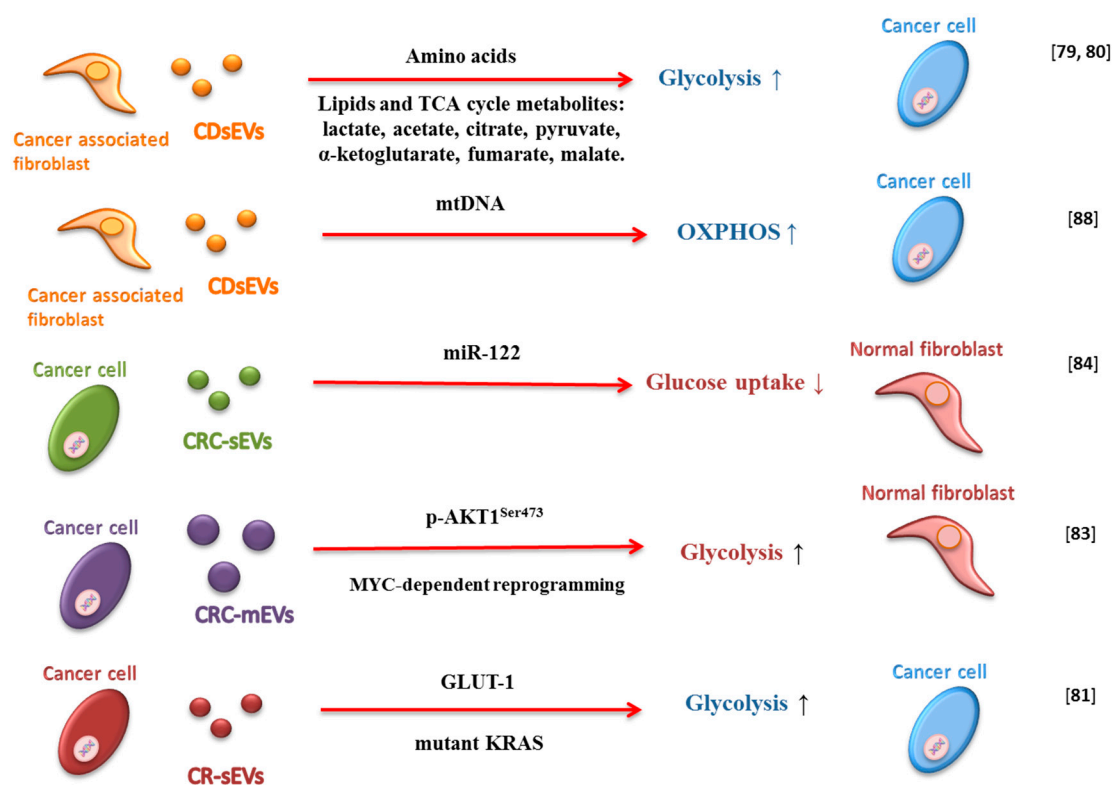 Cancer cell
[79, 80]
Amino acids
Glycolysis ↑
CDsEVs
Lipids and TCA cycle metabolites:
lactate, acetate, citrate, pyruvate,
α-ketoglutarate, fumarate, malate.
Cancer associated
fibroblast
Cancer cell
mtDNA
[88]
OXPHOS ↑
CDsEVs
Cancer associated
fibroblast
Normal fibroblast
miR-122
[84]
Cancer cell
Glucose uptake ↓
CRC-sEVs
Normal fibroblast
p-AKT1Ser473
Cancer cell
[83]
Glycolysis ↑
MYC-dependent reprogramming
CRC-mEVs
Cancer cell
Cancer cell
GLUT-1
[81]
Glycolysis ↑
mutant KRAS
CR-sEVs